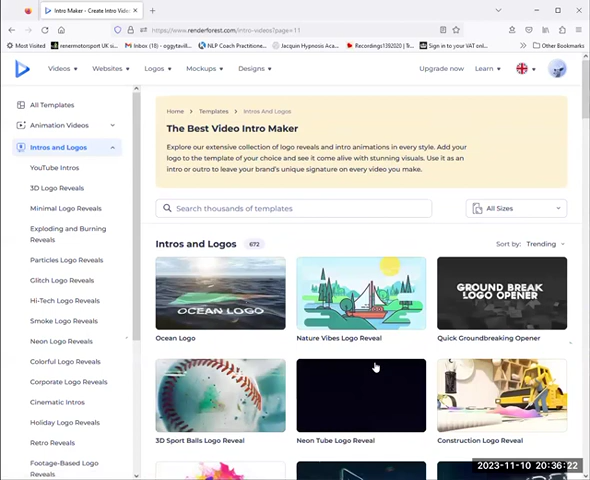 Intro Maker - Create Intro Video
https://www.renderforest.com/intro-videos?page=11
Most Visited
Inbox (18) - oggytavill...
NLP Coach Practitione...
Jacquin Hypnosis Ac...
Recordings1392020 |...
Sign in to your VAT onli...
Other Bookmarks
Videos
Websites
Logos
Mockups
Designs
Upgrade now
Learn
All Templates
Animation Videos
Intros and Logos
YouTube Intros
3D Logo Reveals
Minimal Logo Reveals
Exploding and Burning
Reveals
Particles Logo Reveals
Glitch Logo Reveals
Hi-Tech Logo Reveals
Smoke Logo Reveals
Neon Logo Reveals
Colorful Logo Reveals
Corporate Logo Reveals
Cinematic Intros
Holiday Logo Reveals
Retro Reveals
Footage-Based Logo
Reveals
Home > Templates > Intros And Logos
The Best Video Intro Maker
Explore our extensive collection of logo reveals and intro animations in every style. Add your
logo to the template of your choice and see it come alive with stunning visuals. Use it as an
intro or outro to leave your brand's unique signature on every video you make.
Search thousands of templates
All Sizes
Intros and Logos 672
Sort by: Trending
OCEAN LOGO
GROUND BREAK
LOGO OPENER
Ocean Logo
Nature Vibes Logo Reveal
Quick Groundbreaking Opener
3D Sport Balls Logo Reveal
Neon Tube Logo Reveal
Construction Logo Reveal
2023-11-10 20:36:22